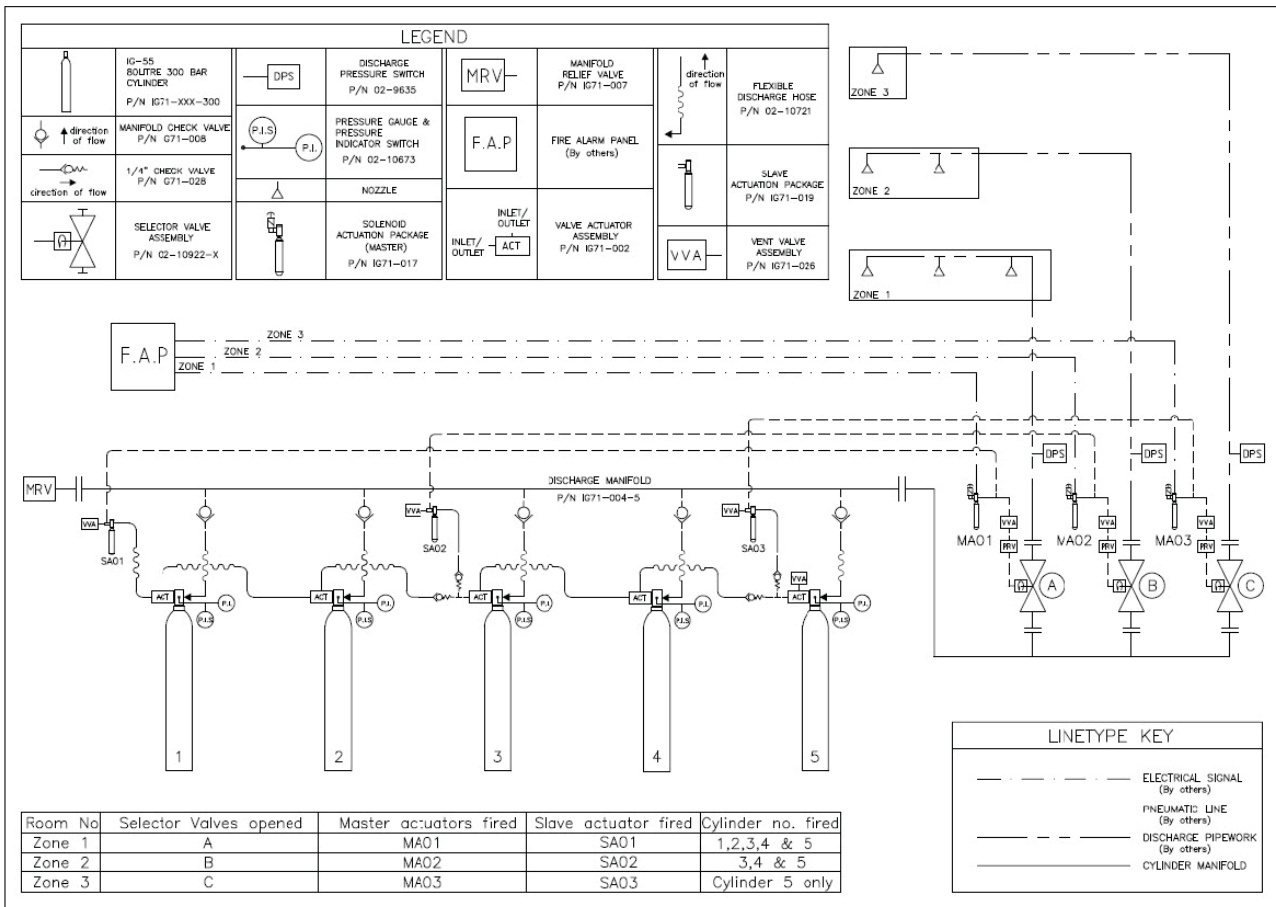 LEGEND
IG-55
80LITRE 300 BAR
CYLINDER
P/N IG71-XXX-300
DPS
DISCHARGE
PRESSURE SWITCH
P/N 02-9635
MRV
MANIFOLD
RELIEF VALVE
P/N IG71-007
direction
of flow
FLEXIBLE
DISCHARGE HOSE
P/N 02-10721
direction
of flow
MANIFOLD CHECK VALVE
P/N G71-008
P.I.S
P.I.
PRESSURE GAUGE &
PRESSURE
INDICATOR SWITCH
P/N 02-10673
F.A.P
FIRE ALARM PANEL
(By others)
direction of flow
1/4" CHECK VALVE
P/N G71-028
NOZZLE
SLAVE
ACTUATION PACKAGE
P/N IG71-019
SELECTOR VALVE
ASSEMBLY
P/N 02-10922-X
SOLENOID
ACTUATION PACKAGE
(MASTER)
P/N IG71-017
INLET/
OUTLET
INLET/
OUTLET
ACT
VALVE ACTUATOR
ASSEMBLY
P/N IG71-002
VVA
VENT VALVE
ASSEMBLY
P/N IG71-026
ZONE 3
ZONE 2
ZONE 1
F.A.P
ZONE 3
ZONE 2
ZONE 1
DPS
DPS
DPS
MRV
DISCHARGE MANIFOLD
P/N IG71-004-5
VVA
SA01
VVA
SA02
VVA
SA03
MA01
MA02
MA03
VVA
VVA
VVA
PRV
PRV
PRV
A
B
C
VVA
ACT
ACT
ACT
ACT
ACT
P.I.
P.I.
P.I.
P.I.
P.I.
P.I.S
P.I.S
P.I.S
P.I.S
P.I.S
1
2
3
4
5
LINETYPE KEY
ELECTRICAL SIGNAL
(By others)
PNEUMATIC LINE
(By others)
DISCHARGE PIPEWORK
(By others)
CYLINDER MANIFOLD
Room No Selector Valves opened Master actuators fired Slave actuator fired Cylinder no. fired
Zone 1 A MA01 SA01 1,2,3,4 & 5
Zone 2 B MA02 SA02 3,4 & 5
Zone 3 C MA03 SA03 Cylinder 5 only